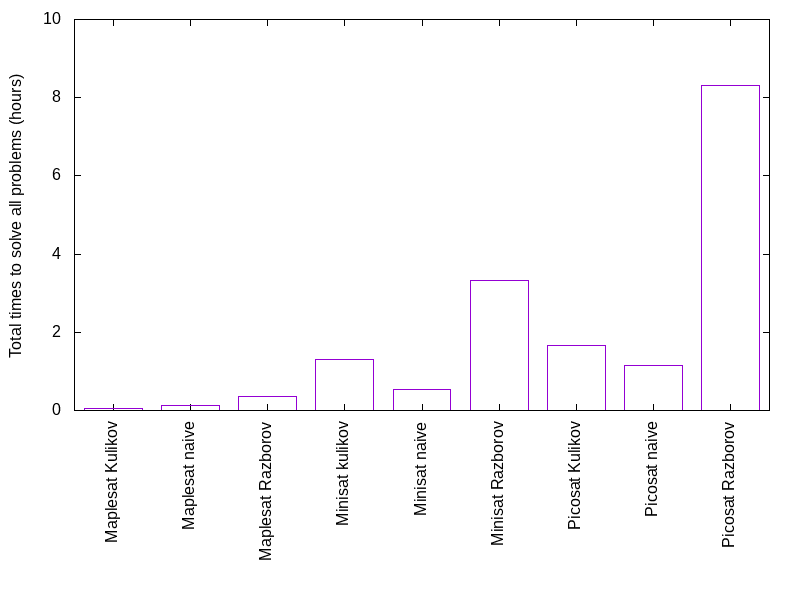 Total times to solve all problems (hours)
10
8
6
4
2
0
Maplesat Kulikov
Maplesat naive
Maplesat Razborov
Minisat kulikov
Minisat naive
Minisat Razborov
Picosat Kulikov
Picosat naive
Picosat Razborov